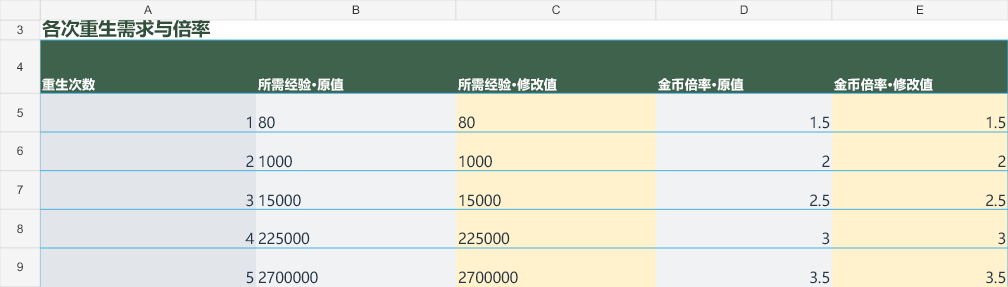 A B C D E
3 各次重生需求与倍率
4 重生次数 所需经验·原值 所需经验·修改值 金币倍率·原值 金币倍率·修改值
5 1 80 80 1.5 1.5
6 2 1000 1000 2 2
7 3 15000 15000 2.5 2.5
8 4 225000 225000 3 3
9 5 2700000 2700000 3.5 3.5